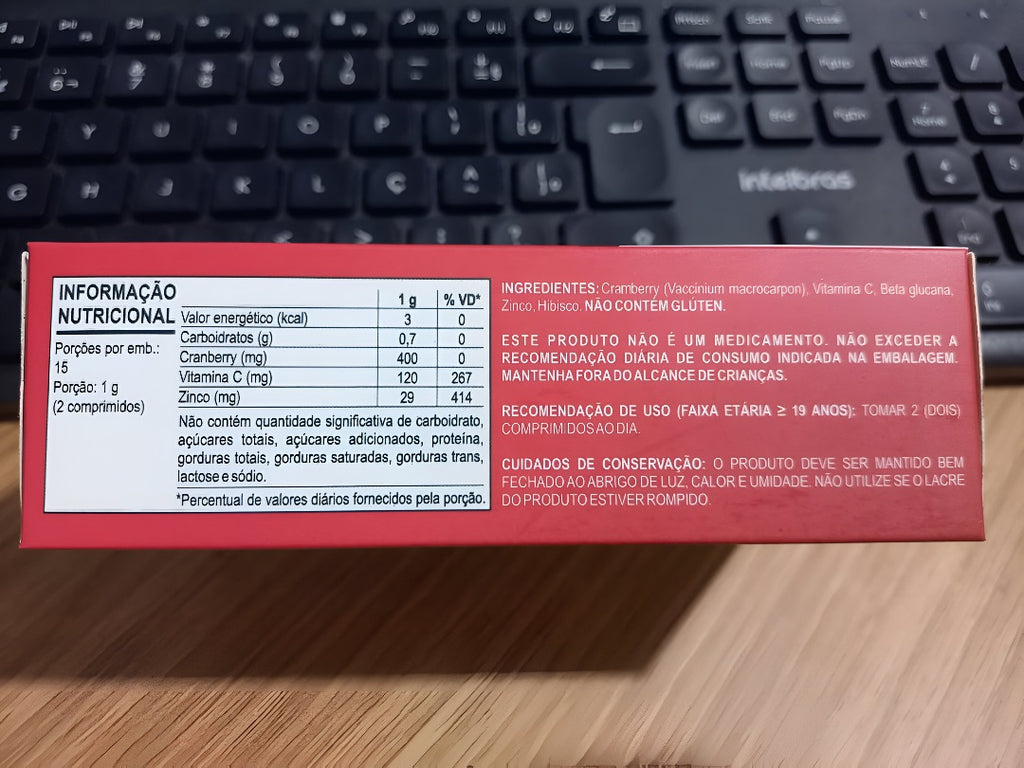 intelbras
INFORMAÇÃO
NUTRICIONAL
Porções por emb.:
15
Porção: 1 g
(2 comprimidos)
1 g % VD*
Valor energético (kcal) 3 0
Carboidratos (g) 0,7 0
Cranberry (mg) 400 0
Vitamina C (mg) 120 267
Zinco (mg) 29 414
Não contém quantidade significativa de carboidrato,
açúcares totais, açúcares adicionados, proteína,
gorduras totais, gorduras saturadas, gorduras trans,
lactose e sódio.
*Percentual de valores diários fornecidos pela porção.
INGREDIENTES: Cramberry (Vaccinium macrocarpon), Vitamina C, Beta glucana,
Zinco, Hibisco. NÃO CONTÉM GLÚTEN.
ESTE PRODUTO NÃO É UM MEDICAMENTO. NÃO EXCEDER A
RECOMENDAÇÃO DIÁRIA DE CONSUMO INDICADA NA EMBALAGEM.
MANTENHA FORA DO ALCANCE DE CRIANÇAS.
RECOMENDAÇÃO DE USO (FAIXA ETÁRIA ≥ 19 ANOS): TOMAR 2 (DOIS)
COMPRIMIDOS AO DIA.
CUIDADOS DE CONSERVAÇÃO: O PRODUTO DEVE SER MANTIDO BEM
FECHADO AO ABRIGO DE LUZ, CALOR E UMIDADE. NÃO UTILIZE SE O LACRE
DO PRODUTO ESTIVER ROMPIDO.